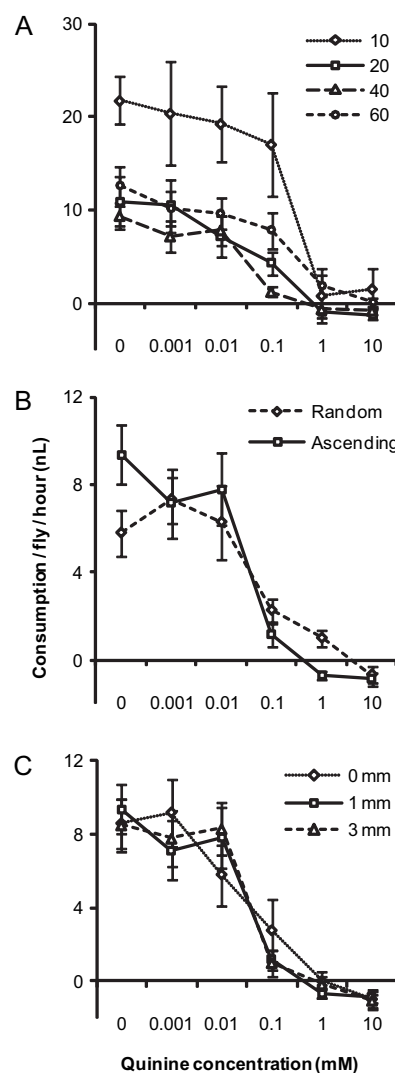 A
30
20
10
0
10
20
40
60
0 0.001 0.01 0.1 1 10
B
12
8
4
0
Random
Ascending
0 0.001 0.01 0.1 1 10
Consumption / fly / hour (nL)
C
12
8
4
0
0 mm
1 mm
3 mm
0 0.001 0.01 0.1 1 10
Quinine concentration (mM)